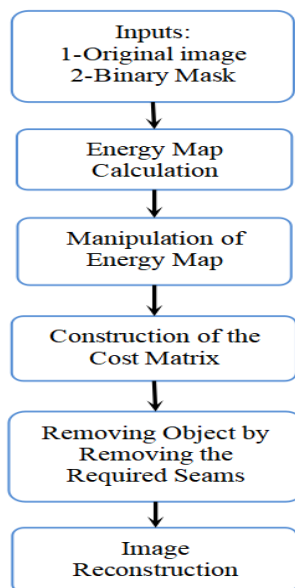 Inputs:
1-Original image
2-Binary Mask
Energy Map
Calculation
Manipulation of
Energy Map
Construction of the
Cost Matrix
Removing Object by
Removing the
Required Seams
Image
Reconstruction